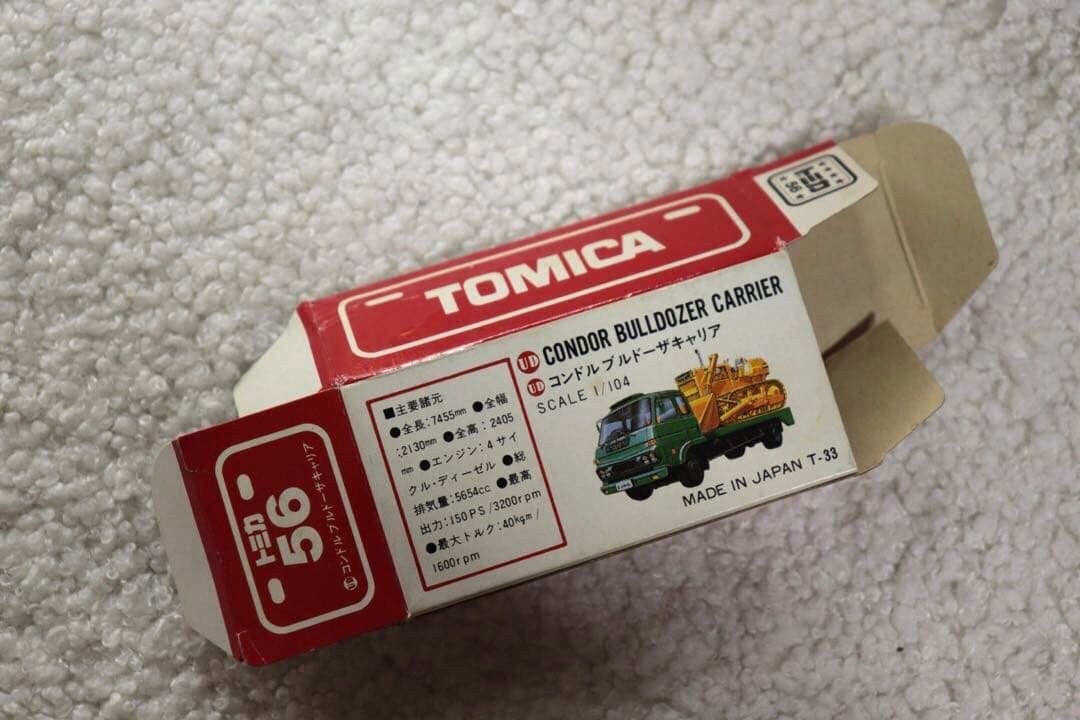 TOMICA
56
UD CONDOR BULLDOZER CARRIER
UD コンドルブルドーザキャリア
SCALE 1/104
MADE IN JAPAN T-33
■主要諸元
●全長:7455mm ●全幅
:2130mm ●全高:2405
mm ●エンジン:4サイ
クル・ディーゼル ●総
排気量:5654cc ●最高
出力:150PS/3200rpm
●最大トルク:40kgm/
1600rpm
トミカ
56
UD コンドルブルドーザキャリア